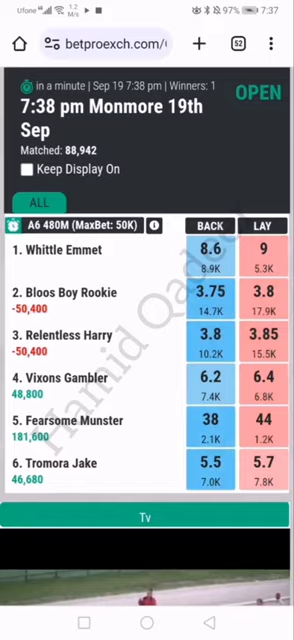 Ufone 4G 1.2 M/s 97% 7:37
betproexch.com/ 52
in a minute | Sep 19 7:38 pm | Winners: 1
OPEN
7:38 pm Monmore 19th
Sep
Matched: 88,942
Keep Display On
ALL
A6 480M (MaxBet: 50K) BACK LAY
1. Whittle Emmet 8.6 9
8.9K 5.3K
2. Bloos Boy Rookie 3.75 3.8
-50,400 14.7K 17.9K
3. Relentless Harry 3.8 3.85
-50,400 10.2K 15.5K
4. Vixons Gambler 6.2 6.4
48,800 7.4K 6.8K
5. Fearsome Munster 38 44
181,600 2.1K 1.2K
6. Tromora Jake 5.5 5.7
46,680 7.0K 7.8K
Hamid Qadeer
Tv